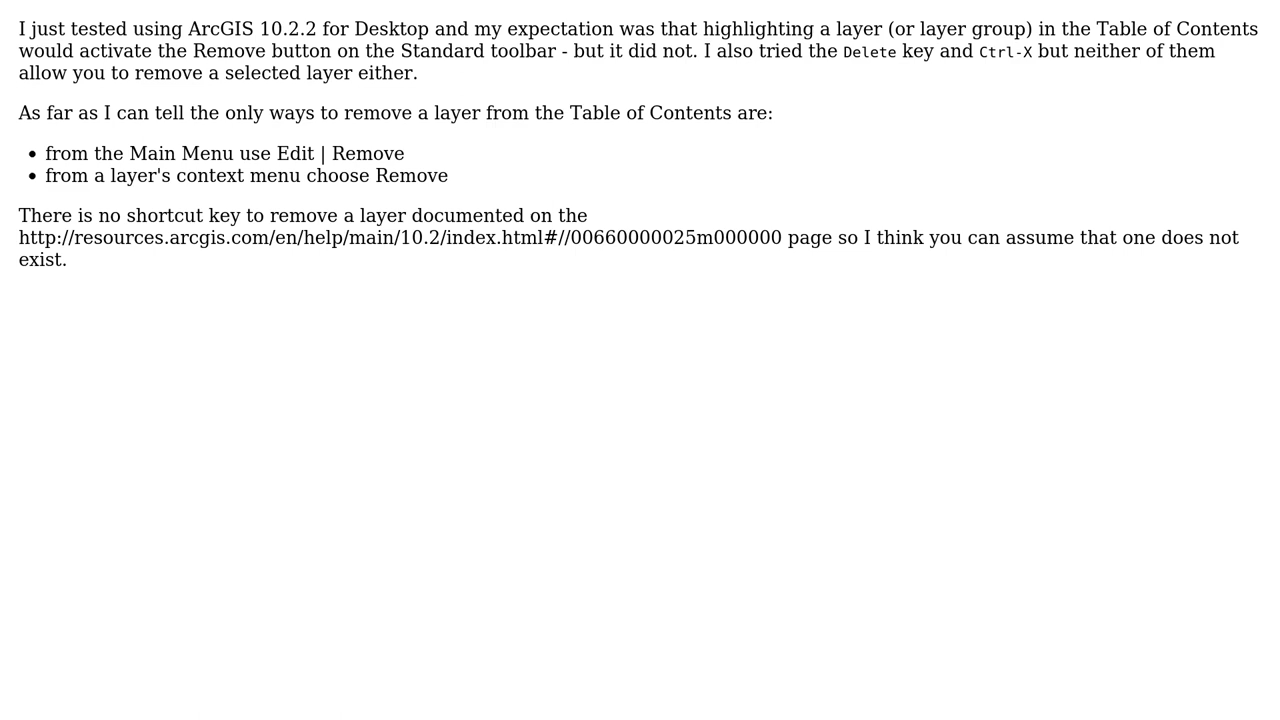 I just tested using ArcGIS 10.2.2 for Desktop and my expectation was that highlighting a layer (or layer group) in the Table of Contents
would activate the Remove button on the Standard toolbar - but it did not. I also tried the Delete key and Ctrl-X but neither of them
allow you to remove a selected layer either.
As far as I can tell the only ways to remove a layer from the Table of Contents are:
• from the Main Menu use Edit | Remove
• from a layer's context menu choose Remove
There is no shortcut key to remove a layer documented on the
http://resources.arcgis.com/en/help/main/10.2/index.html#//00660000025m000000 page so I think you can assume that one does not
exist.